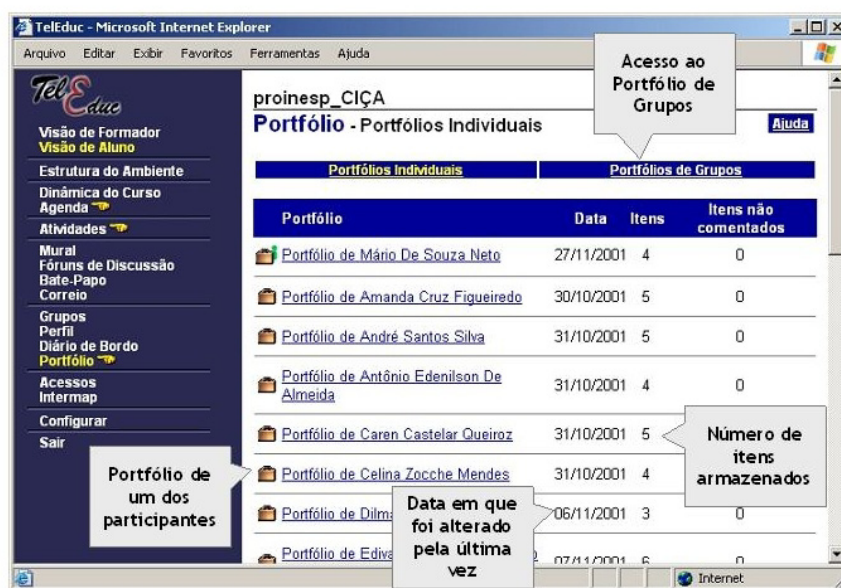 TelEduc - Microsoft Internet Explorer
Arquivo Editar Exibir Favoritos Ferramentas Ajuda
TelEduc
Visão de Formador
Visão de Aluno
Estrutura do Ambiente
Dinâmica do Curso
Agenda
Atividades
Mural
Fóruns de Discussão
Bate-Papo
Correio
Grupos
Perfil
Diário de Bordo
Portfólio
Acessos
Intermap
Configurar
Sair
proinesp_CIÇA
Portfólio - Portfólios Individuais
Ajuda
Acesso ao
Portfólio de
Grupos
Portfólios Individuais Portfólios de Grupos
Portfólio Data Itens Itens não
comentados
Portfólio de Mário De Souza Neto 27/11/2001 4 0
Portfólio de Amanda Cruz Figueiredo 30/10/2001 5 0
Portfólio de André Santos Silva 31/10/2001 5 0
Portfólio de Antônio Edenilson De
Almeida 31/10/2001 4 0
Portfólio de Caren Castelar Queiroz 31/10/2001 5
Portfólio de Celina Zocche Mendes 31/10/2001 4
Portfólio de Dilma 06/11/2001 3 0
Portfólio de 07/11/2001 6 0
Número de
itens
armazenados
Portfólio de
um dos
participantes
Data em que
foi alterado
pela última
vez
Internet